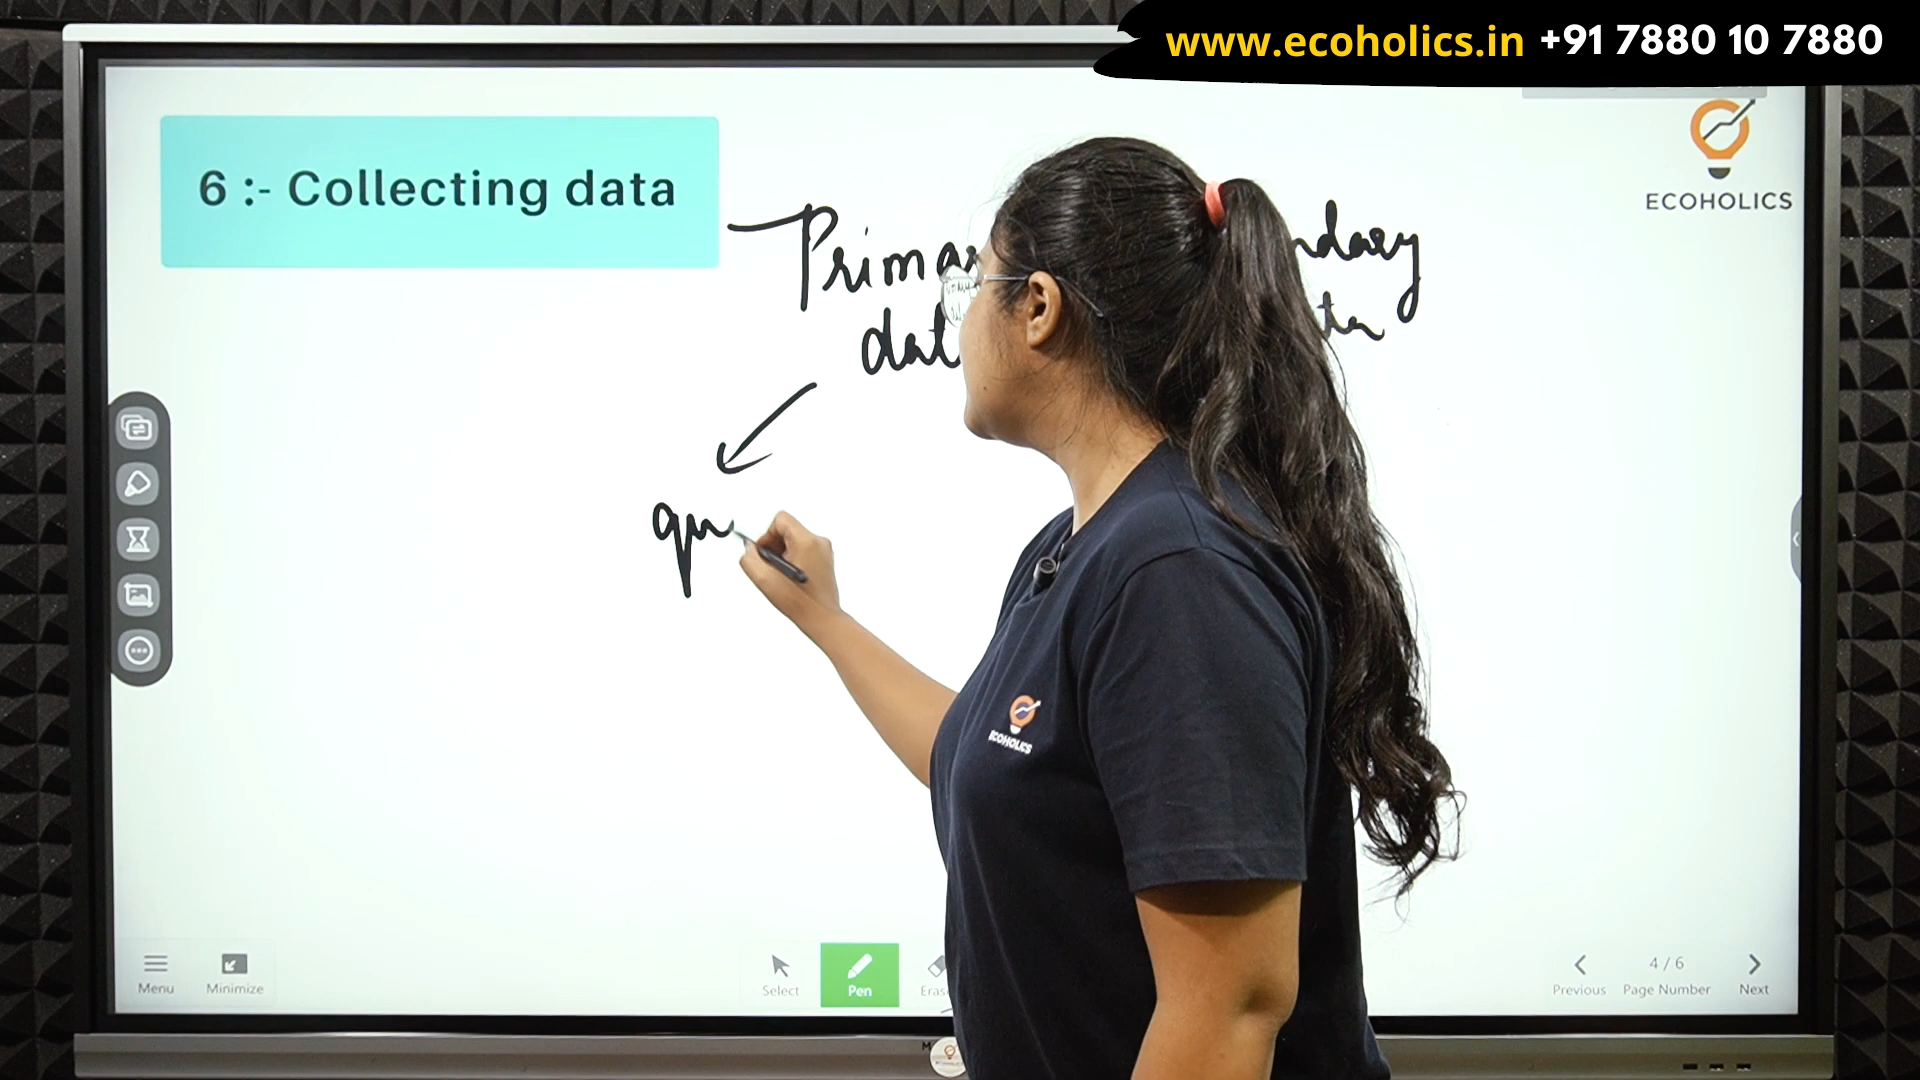 www.ecoholics.in +91 7880 10 7880
ECOHOLICS
6 :- Collecting data
ECOHOLICS
Menu
Minimize
Select
Pen
Previous
4 / 6
Page Number
Next